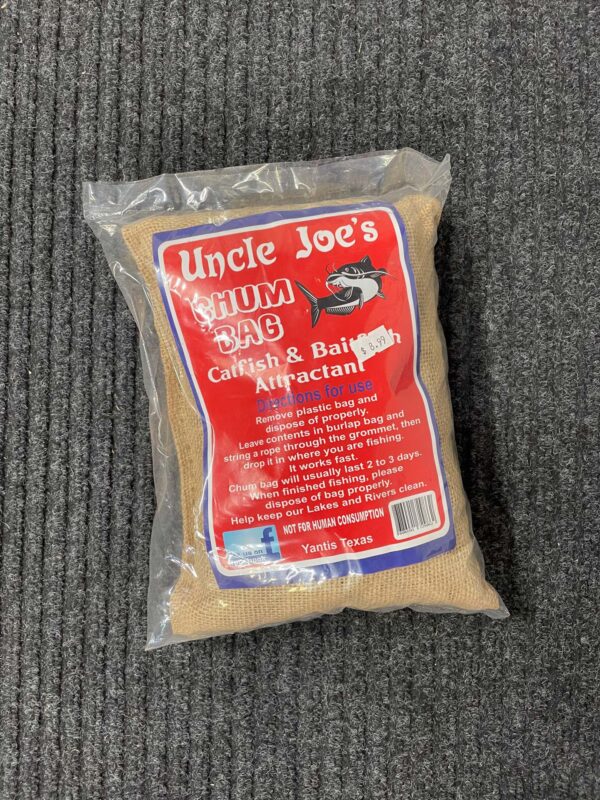 Uncle Joe's
CHUM
BAG
Catfish & Bait
$ 8.99
Attractant
Directions for use
Remove plastic bag and
dispose of properly.
Leave contents in burlap bag and
string a rope through the grommet, then
drop it in where you are fishing.
It works fast.
Chum bag will usually last 2 to 3 days.
When finished fishing, please
dispose of bag properly.
Help keep our Lakes and Rivers clean.
NOT FOR HUMAN CONSUMPTION
us on
f
Yantis Texas